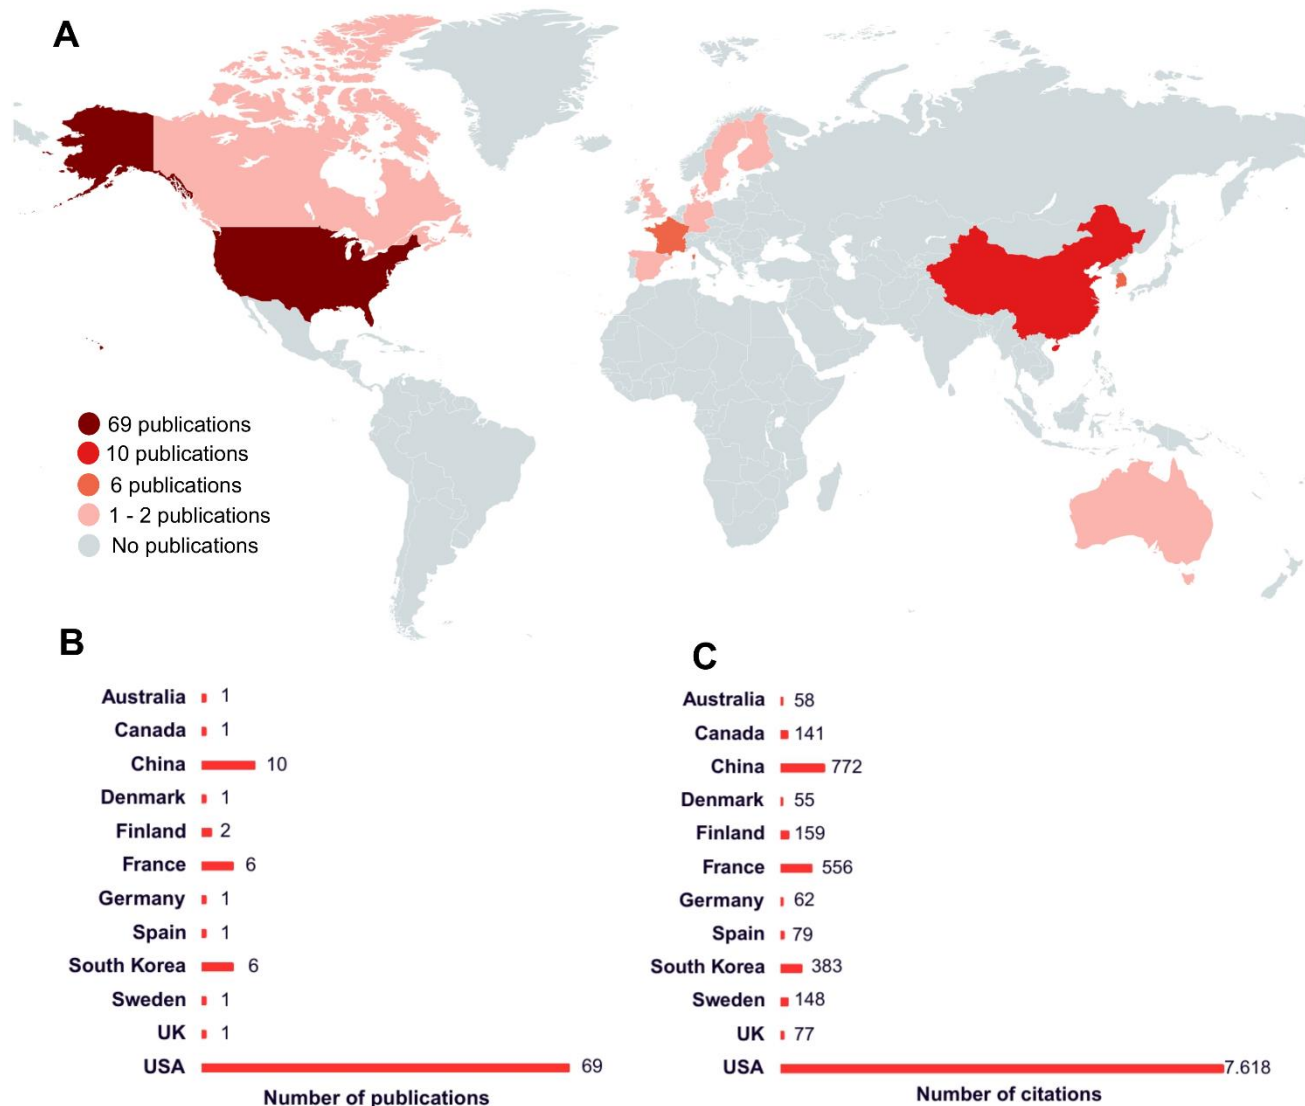 A
69 publications
10 publications
6 publications
1 - 2 publications
No publications
B
Australia 1
Canada 1
China 10
Denmark 1
Finland 2
France 6
Germany 1
Spain 1
South Korea 6
Sweden 1
UK 1
USA 69
Number of publications
C
Australia 58
Canada 141
China 772
Denmark 55
Finland 159
France 556
Germany 62
Spain 79
South Korea 383
Sweden 148
UK 77
USA 7.618
Number of citations